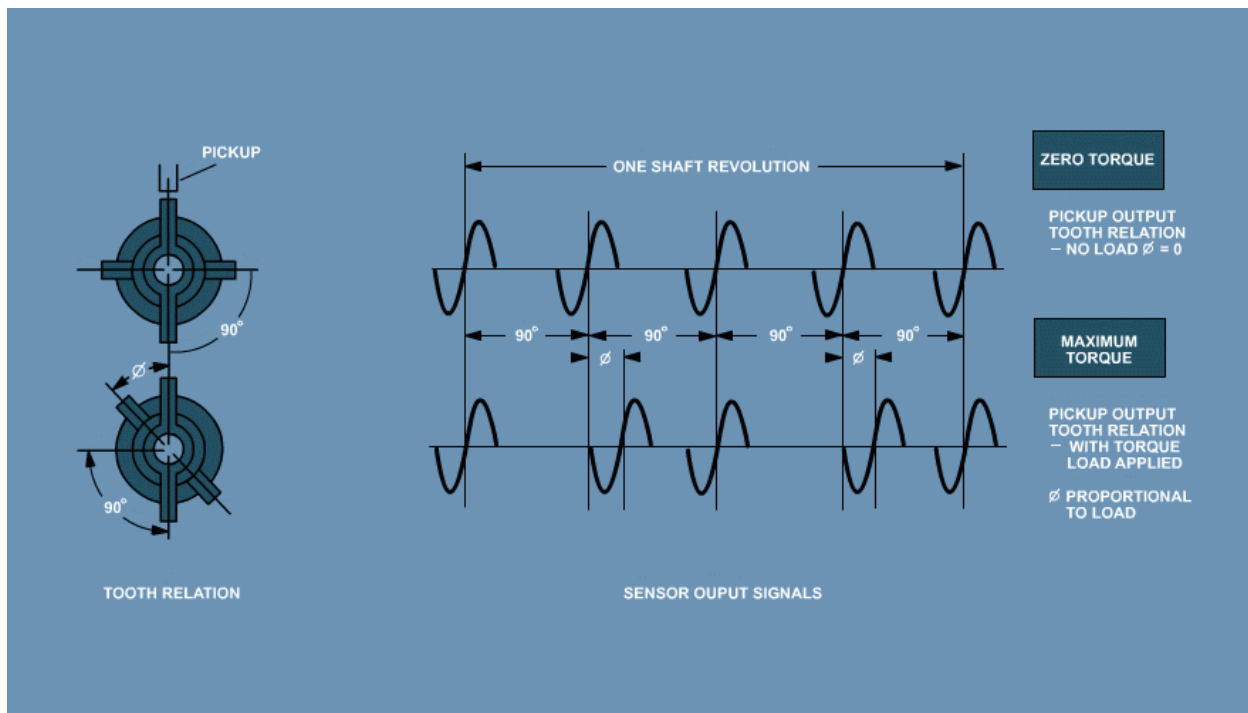 PICKUP
90°
Ø
90°
TOOTH RELATION
ONE SHAFT REVOLUTION
90°
90°
90°
90°
Ø
Ø
SENSOR OUPUT SIGNALS
ZERO TORQUE
PICKUP OUTPUT
TOOTH RELATION
– NO LOAD Ø = 0
MAXIMUM
TORQUE
PICKUP OUTPUT
TOOTH RELATION
– WITH TORQUE
LOAD APPLIED
Ø PROPORTIONAL
TO LOAD